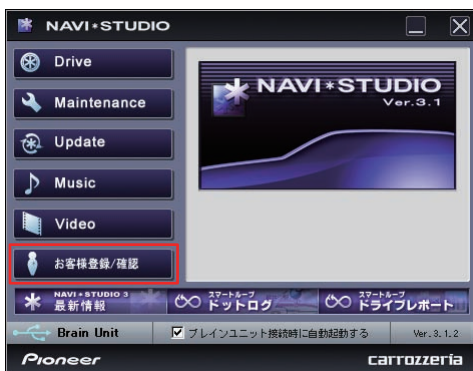 NAVI*STUDIO
Drive
Maintenance
Update
Music
Video
お客様登録/確認
NAVI*STUDIO
Ver.3.1
NAVI*STUDIO 3
最新情報
スマートループ
ドットログ
スマートループ
ドライブレポート
Brain Unit
ブレインユニット接続時に自動起動する
Ver.3.1.2
Pioneer
carrozzeria